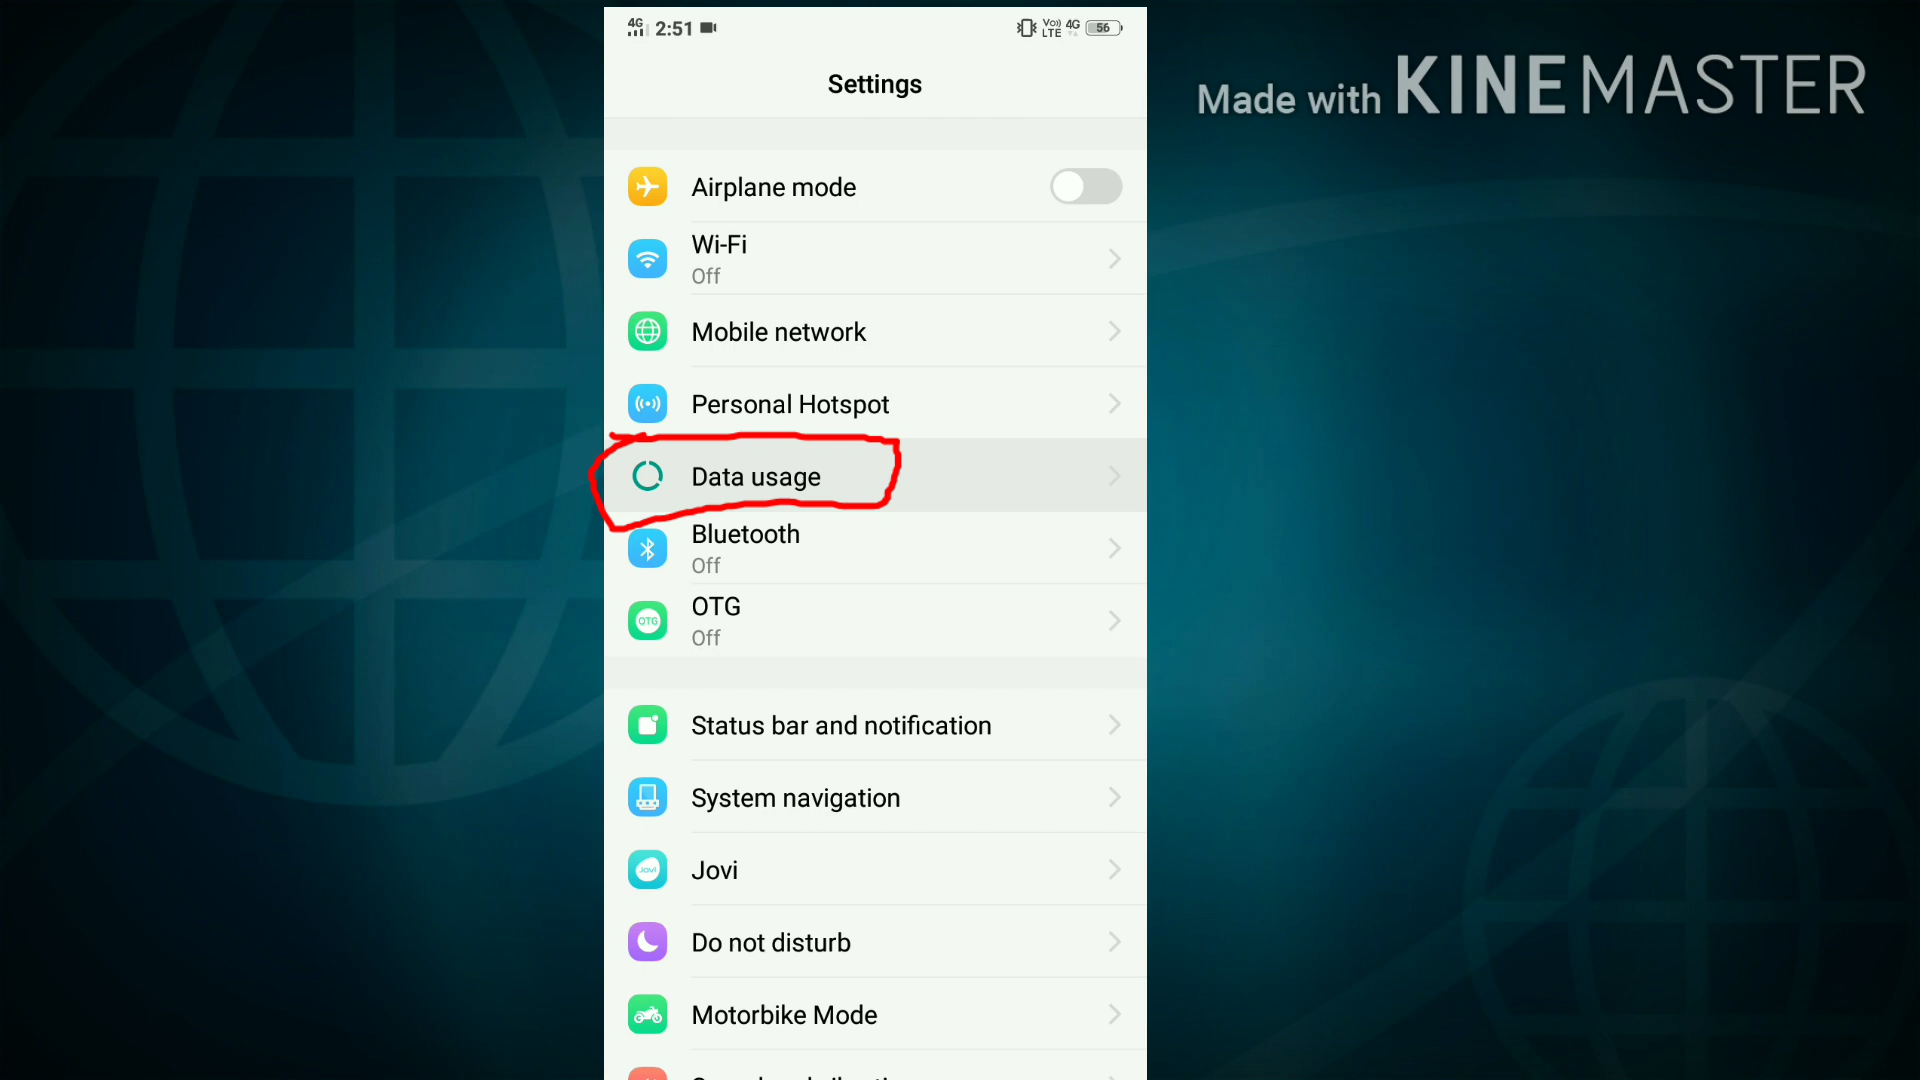 4G 2:51 Vo)) LTE 4G 56
Made with KINEMASTER
Settings
Airplane mode
Wi-Fi
Off
Mobile network
Personal Hotspot
Data usage
Bluetooth
Off
OTG
OTG
Off
Status bar and notification
System navigation
Jovi
Jovi
Do not disturb
Motorbike Mode